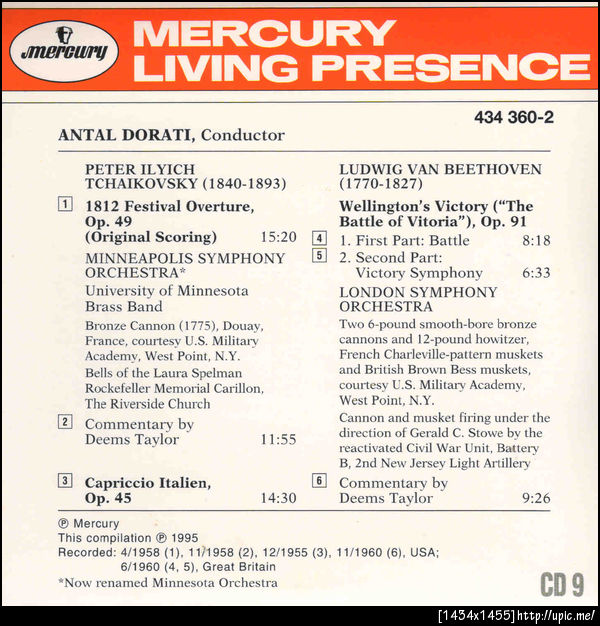 Mercury
MERCURY
LIVING PRESENCE
434 360-2
ANTAL DORATI, Conductor
PETER ILYICH
TCHAIKOVSKY (1840-1893)
1 1812 Festival Overture,
Op. 49
(Original Scoring) 15:20
MINNEAPOLIS SYMPHONY
ORCHESTRA*
University of Minnesota
Brass Band
Bronze Cannon (1775), Douay,
France, courtesy U.S. Military
Academy, West Point, N.Y.
Bells of the Laura Spelman
Rockefeller Memorial Carillon,
The Riverside Church
2 Commentary by
Deems Taylor 11:55
3 Capriccio Italien,
Op. 45 14:30
LUDWIG VAN BEETHOVEN
(1770-1827)
Wellington's Victory ("The
Battle of Vitoria"), Op. 91
4 1. First Part: Battle 8:18
5 2. Second Part:
Victory Symphony 6:33
LONDON SYMPHONY
ORCHESTRA
Two 6-pound smooth-bore bronze
cannons and 12-pound howitzer,
French Charleville-pattern muskets
and British Brown Bess muskets,
courtesy U.S. Military Academy,
West Point, N.Y.
Cannon and musket firing under the
direction of Gerald C. Stowe by the
reactivated Civil War Unit, Battery
B, 2nd New Jersey Light Artillery
6 Commentary by
Deems Taylor 9:26
℗ Mercury
This compilation ℗ 1995
Recorded: 4/1958 (1), 11/1958 (2), 12/1955 (3), 11/1960 (6), USA;
6/1960 (4, 5), Great Britain
*Now renamed Minnesota Orchestra
CD 9
[1434x1455]http://upic.me/